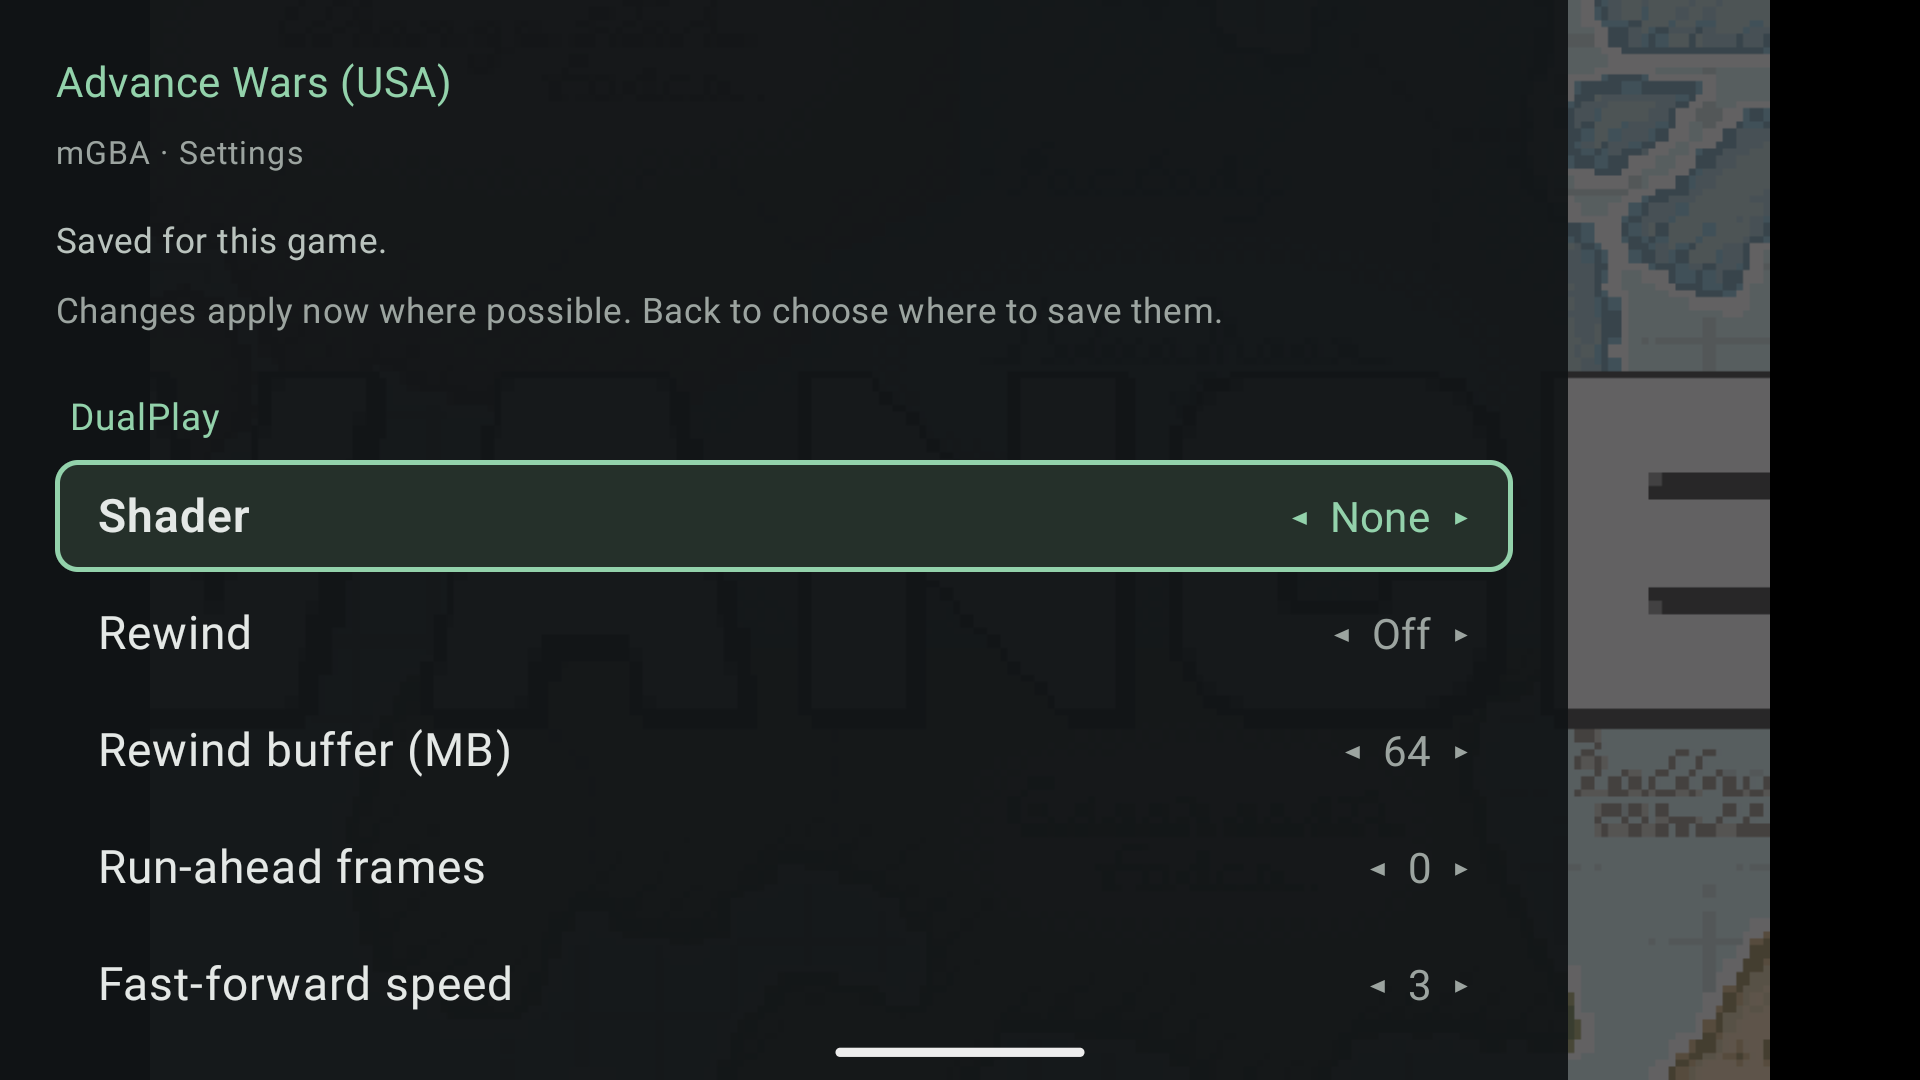 Advance Wars (USA)
mGBA · Settings
Saved for this game.
Changes apply now where possible. Back to choose where to save them.
DualPlay
Shader ◄ None ►
Rewind ◄ Off ►
Rewind buffer (MB) ◄ 64 ►
Run-ahead frames ◄ 0 ►
Fast-forward speed ◄ 3 ►